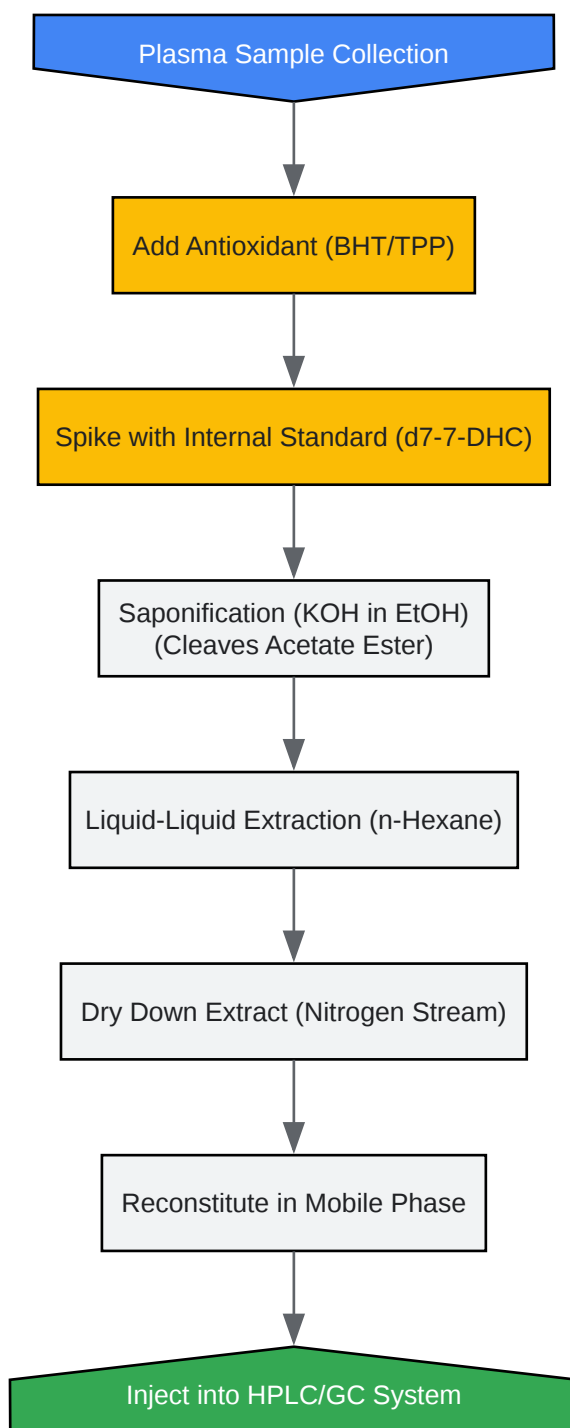 Plasma Sample Collection
Add Antioxidant (BHT/TPP)
Spike with Internal Standard (d7-7-DHC)
Saponification (KOH in EtOH)
(Cleaves Acetate Ester)
Liquid-Liquid Extraction (n-Hexane)
Dry Down Extract (Nitrogen Stream)
Reconstitute in Mobile Phase
Inject into HPLC/GC System